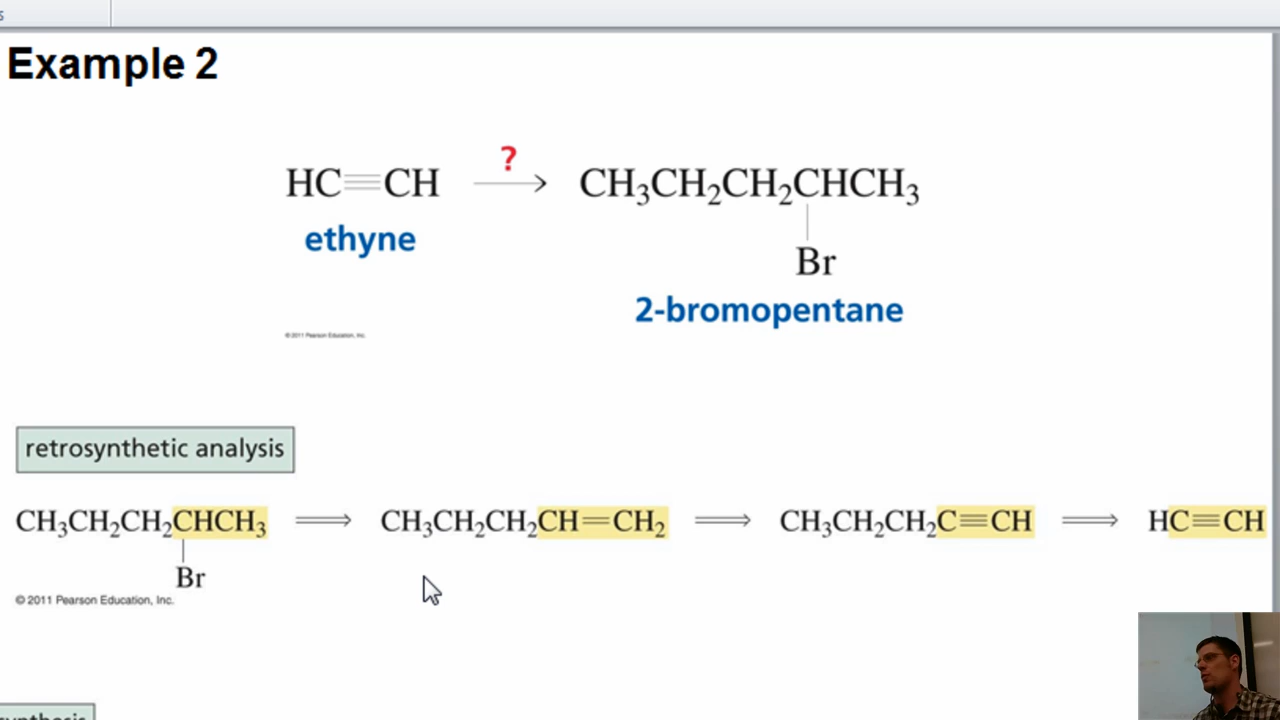 s
Example 2
?
HC≡CH → CH₃CH₂CH₂CHCH₃
Br
ethyne
2-bromopentane
© 2011 Pearson Education, Inc.
retrosynthetic analysis
CH₃CH₂CH₂CHCH₃ ⟹ CH₃CH₂CH₂CH=CH₂ ⟹ CH₃CH₂CH₂C≡CH ⟹ HC≡CH
Br
© 2011 Pearson Education, Inc.